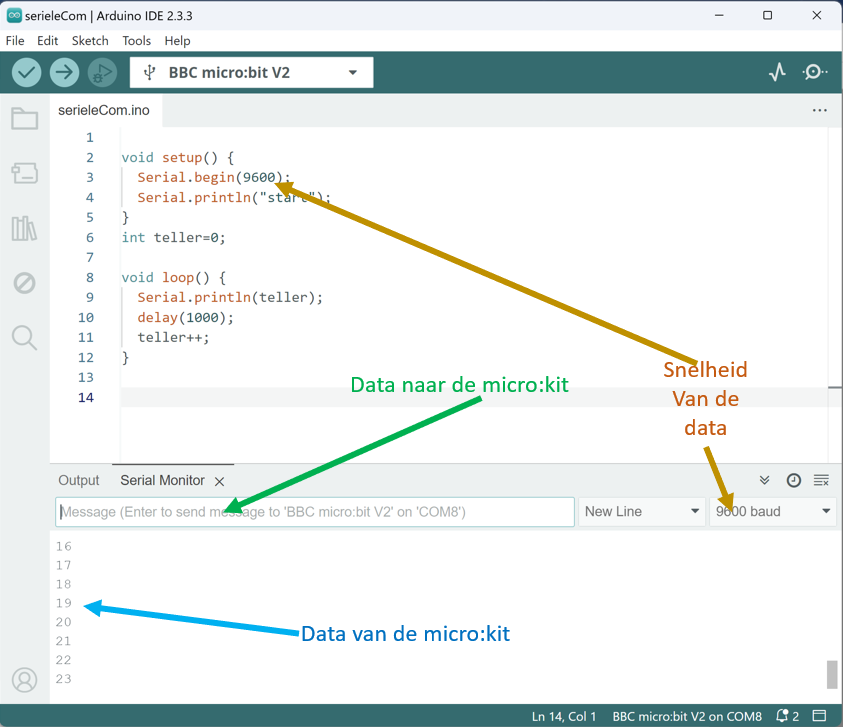 serieleCom | Arduino IDE 2.3.3
File Edit Sketch Tools Help
BBC micro:bit V2
serieleCom.ino
1
2 void setup() {
3 Serial.begin(9600);
4 Serial.println("start");
5 }
6 int teller=0;
7
8 void loop() {
9 Serial.println(teller);
10 delay(1000);
11 teller++;
12 }
13
14
Data naar de micro:kit
Snelheid
Van de
data
Output Serial Monitor
Message (Enter to send message to 'BBC micro:bit V2' on 'COM8')
New Line
9600 baud
16
17
18
19
20
21
22
23
Data van de micro:kit
Ln 14, Col 1 BBC micro:bit V2 on COM8 2